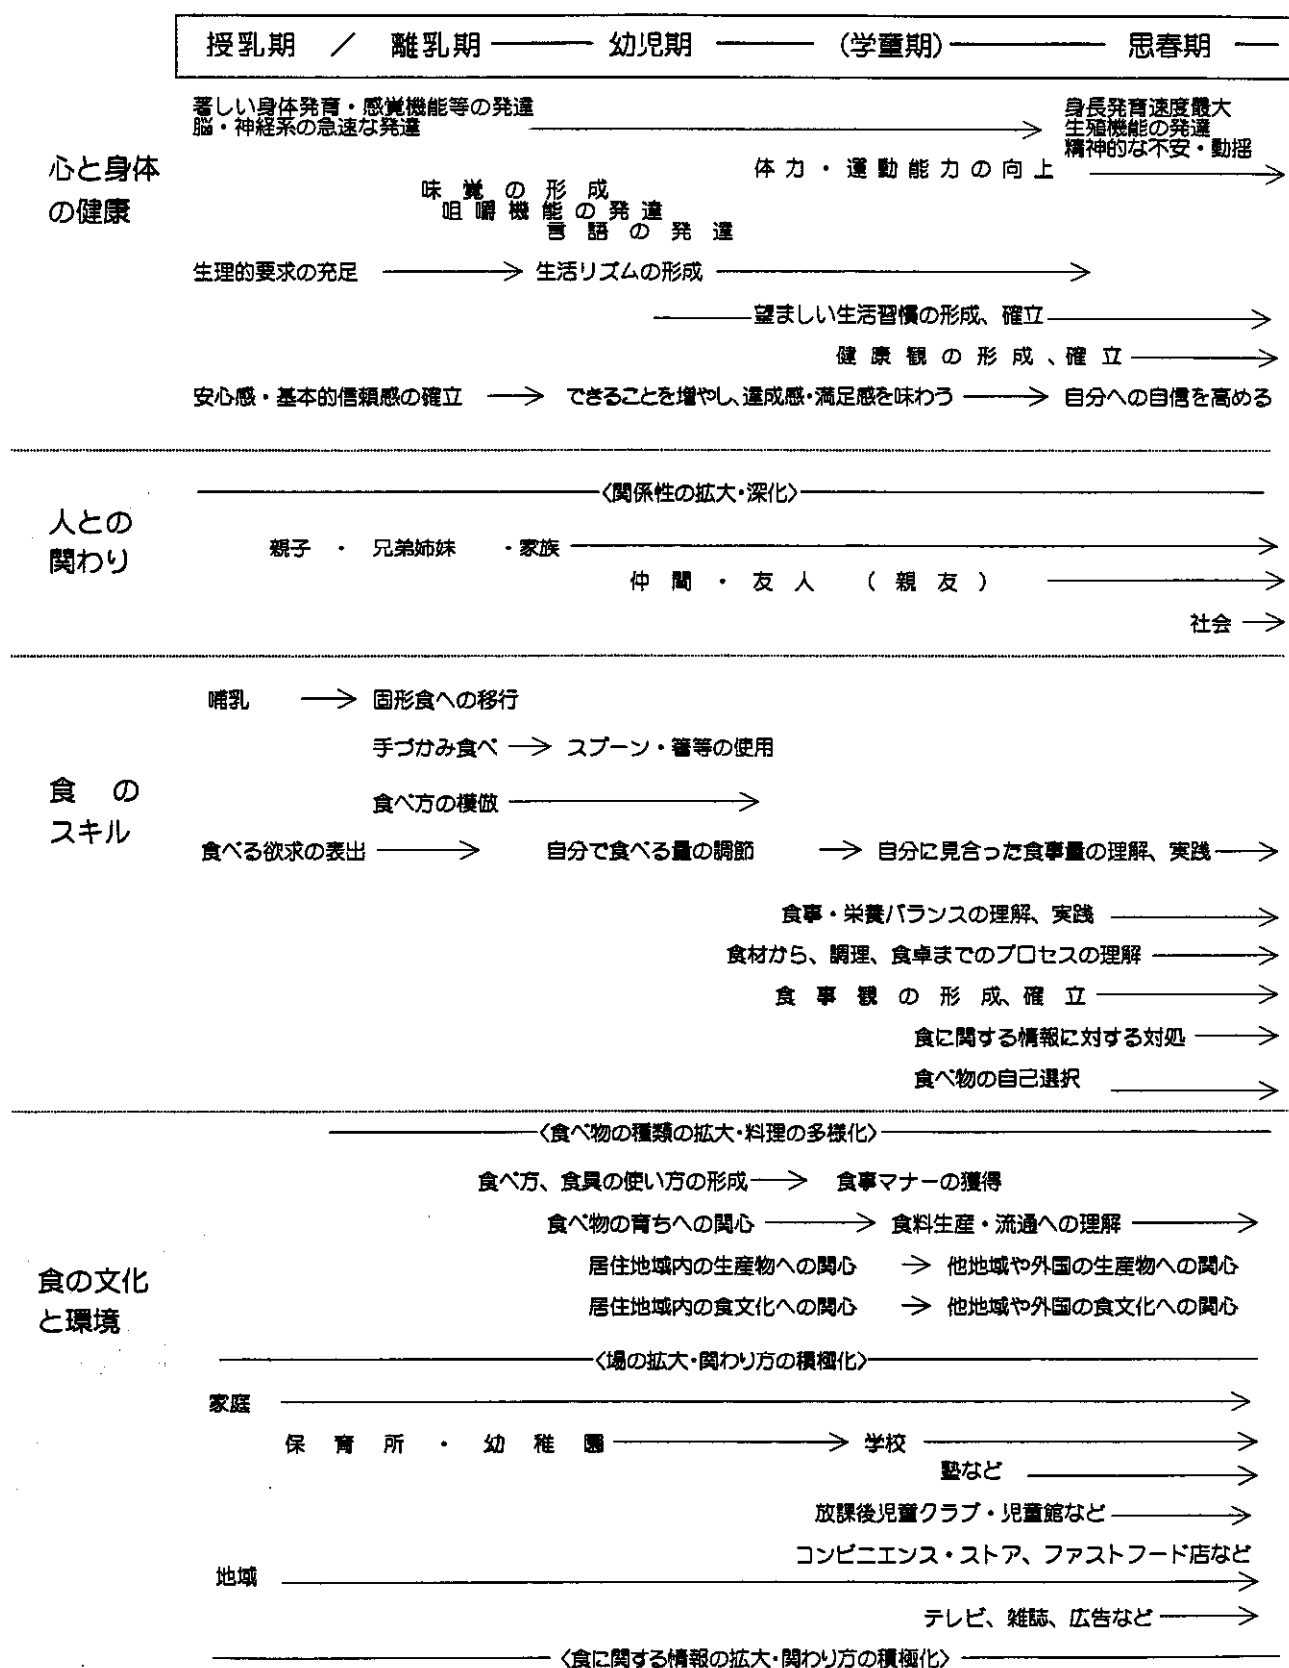 授乳期 / 離乳期 ―― 幼児期 ―― (学童期) ―― 思春期 ―
著しい身体発育・感覚機能等の発達
脳・神経系の急速な発達 →
身長発育速度最大
生殖機能の発達
精神的な不安・動揺
心と身体
の健康
体力・運動能力の向上 →
味覚の形成
咀嚼機能の発達
言語の発達
生理的要求の充足 → 生活リズムの形成 →
望ましい生活習慣の形成、確立 →
健康観の形成、確立 →
安心感・基本的信頼感の確立 → できることを増やし、達成感・満足感を味わう → 自分への自信を高める
〈関係性の拡大・深化〉
人との
関わり
親子 ・ 兄弟姉妹 ・家族 →
仲間・友人(親友) →
社会 →
哺乳 → 固形食への移行
手づかみ食べ → スプーン・箸等の使用
食の
スキル
食べ方の模倣 →
食べる欲求の表出 → 自分で食べる量の調節 → 自分に見合った食事量の理解、実践 →
食事・栄養バランスの理解、実践 →
食材から、調理、食卓までのプロセスの理解 →
食事観の形成、確立 →
食に関する情報に対する対処 →
食べ物の自己選択 →
〈食べ物の種類の拡大・料理の多様化〉
食べ方、食具の使い方の形成 → 食事マナーの獲得
食べ物の育ちへの関心 → 食料生産・流通への理解 →
食の文化
と環境
居住地域内の生産物への関心 → 他地域や外国の生産物への関心
居住地域内の食文化への関心 → 他地域や外国の食文化への関心
〈場の拡大・関わり方の積極化〉
家庭 →
保育所・幼稚園 → 学校 →
塾など →
放課後児童クラブ・児童館など →
コンビニエンス・ストア、ファストフード店など
地域 →
テレビ、雑誌、広告など →
〈食に関する情報の拡大・関わり方の積極化〉